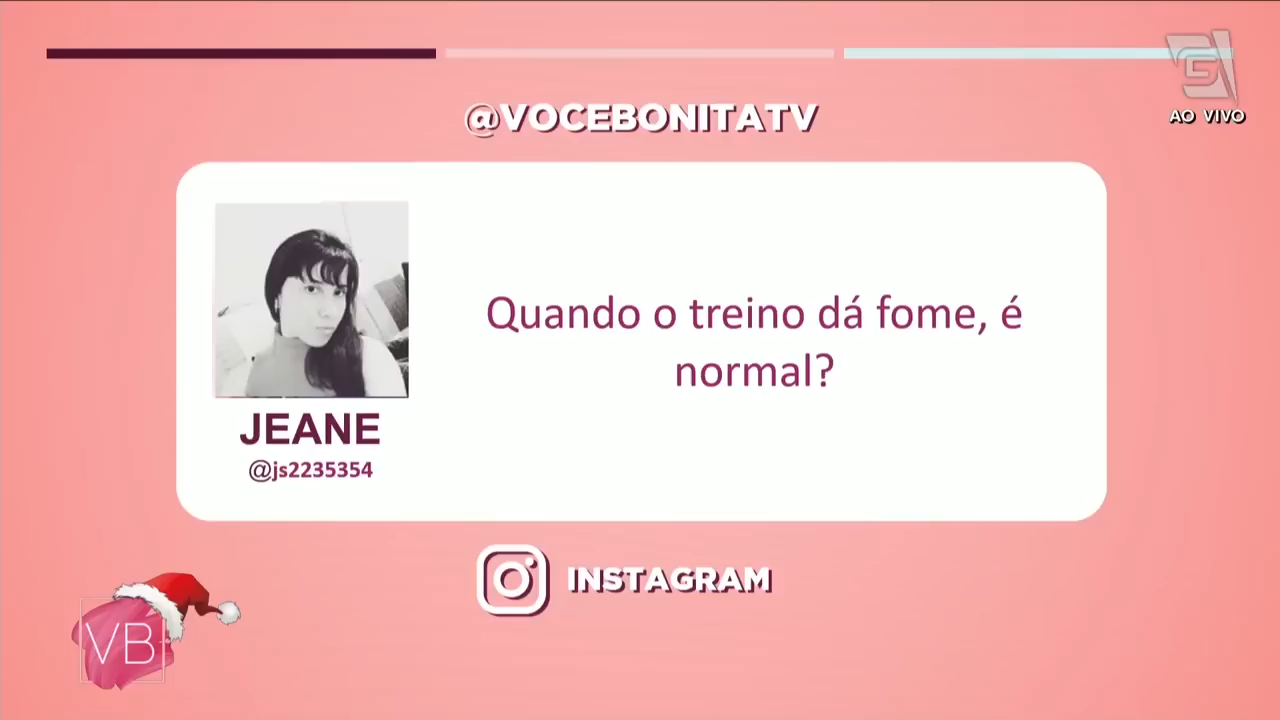 @VOCEBONITATV
AO VIVO
Quando o treino dá fome, é
normal?
JEANE
@js2235354
INSTAGRAM
VB